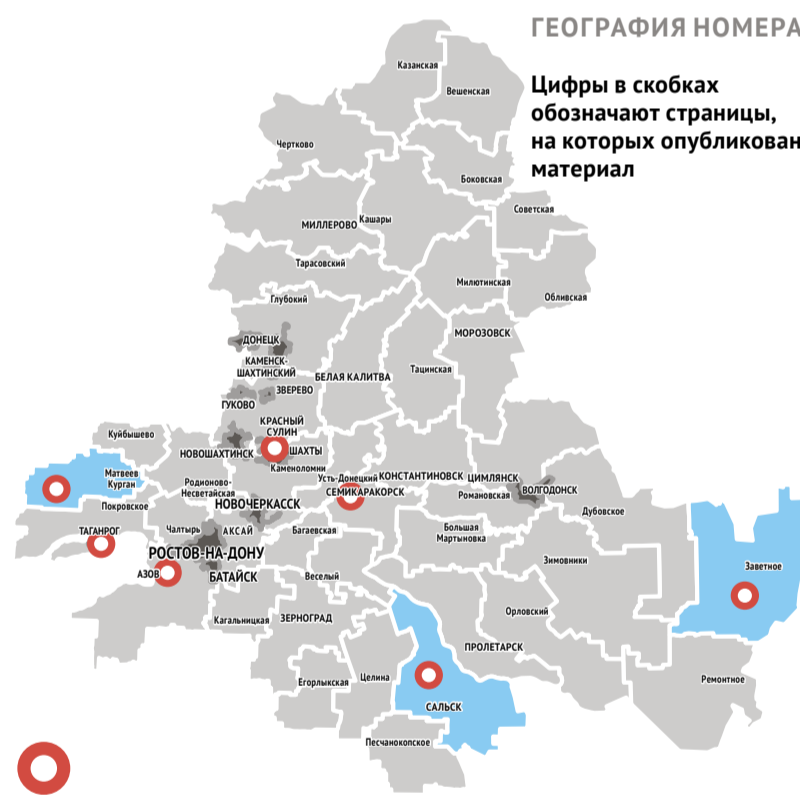 ГЕОГРАФИЯ НОМЕРА
Цифры в скобках
обозначают страницы,
на которых опубликован
материал
Казанская
Вешенская
Чертково
Боковская
Советская
МИЛЛЕРОВО
Кашары
Тарасовский
Милютинская
Обливская
Глубокий
ДОНЕЦК
МОРОЗОВСК
КАМЕНСК-
ШАХТИНСКИЙ
БЕЛАЯ КАЛИТВА
Тацинская
ЗВЕРЕВО
ГУКОВО
КРАСНЫЙ
СУЛИН
Куйбышево
НОВОШАХТИНСК
ШАХТЫ
Каменоломни
Матвеев
Курган
Родионово-
Несветайская
Усть-Донецкий
КОНСТАНТИНОВСК
ЦИМЛЯНСК
СЕМИКАРАКОРСК
Романовская
ВОЛГОДОНСК
Покровское
НОВОЧЕРКАССК
Дубовское
ТАГАНРОГ
Чалтырь
АКСАЙ
Багаевская
Большая
Мартыновка
РОСТОВ-НА-ДОНУ
Зимовники
Заветное
АЗОВ
БАТАЙСК
Веселый
Кагальницкая
ЗЕРНОГРАД
Орловский
ПРОЛЕТАРСК
Егорлыкская
Целина
Ремонтное
САЛЬСК
Песчанокопское